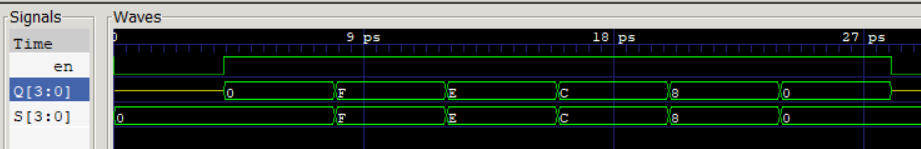 Signals
Waves
Time
9 ps 18 ps 27 ps
en
Q[3:0] 0 F E C 8 0
S[3:0] 0 F E C 8 0